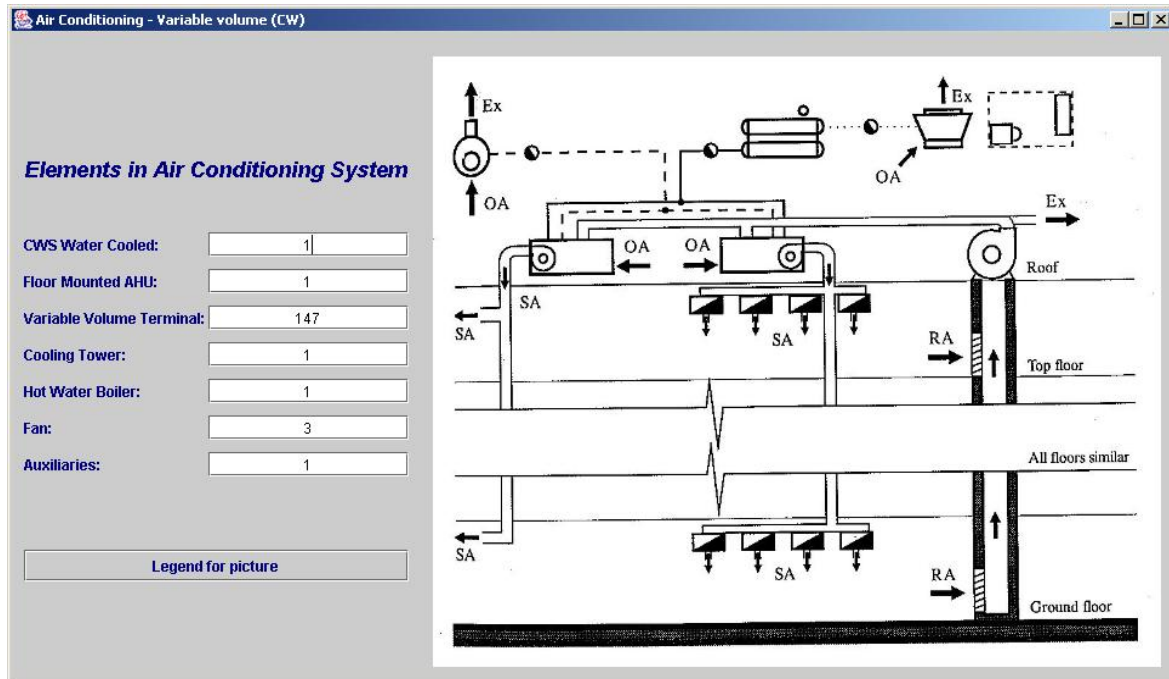 Air Conditioning - Variable volume (CW)
Elements in Air Conditioning System
CWS Water Cooled: 1
Floor Mounted AHU: 1
Variable Volume Terminal: 147
Cooling Tower: 1
Hot Water Boiler: 1
Fan: 3
Auxiliaries: 1
Legend for picture
Ex
Ex
OA
OA
Ex
OA
OA
Roof
SA
SA
SA
RA
Top floor
All floors similar
SA
SA
RA
Ground floor